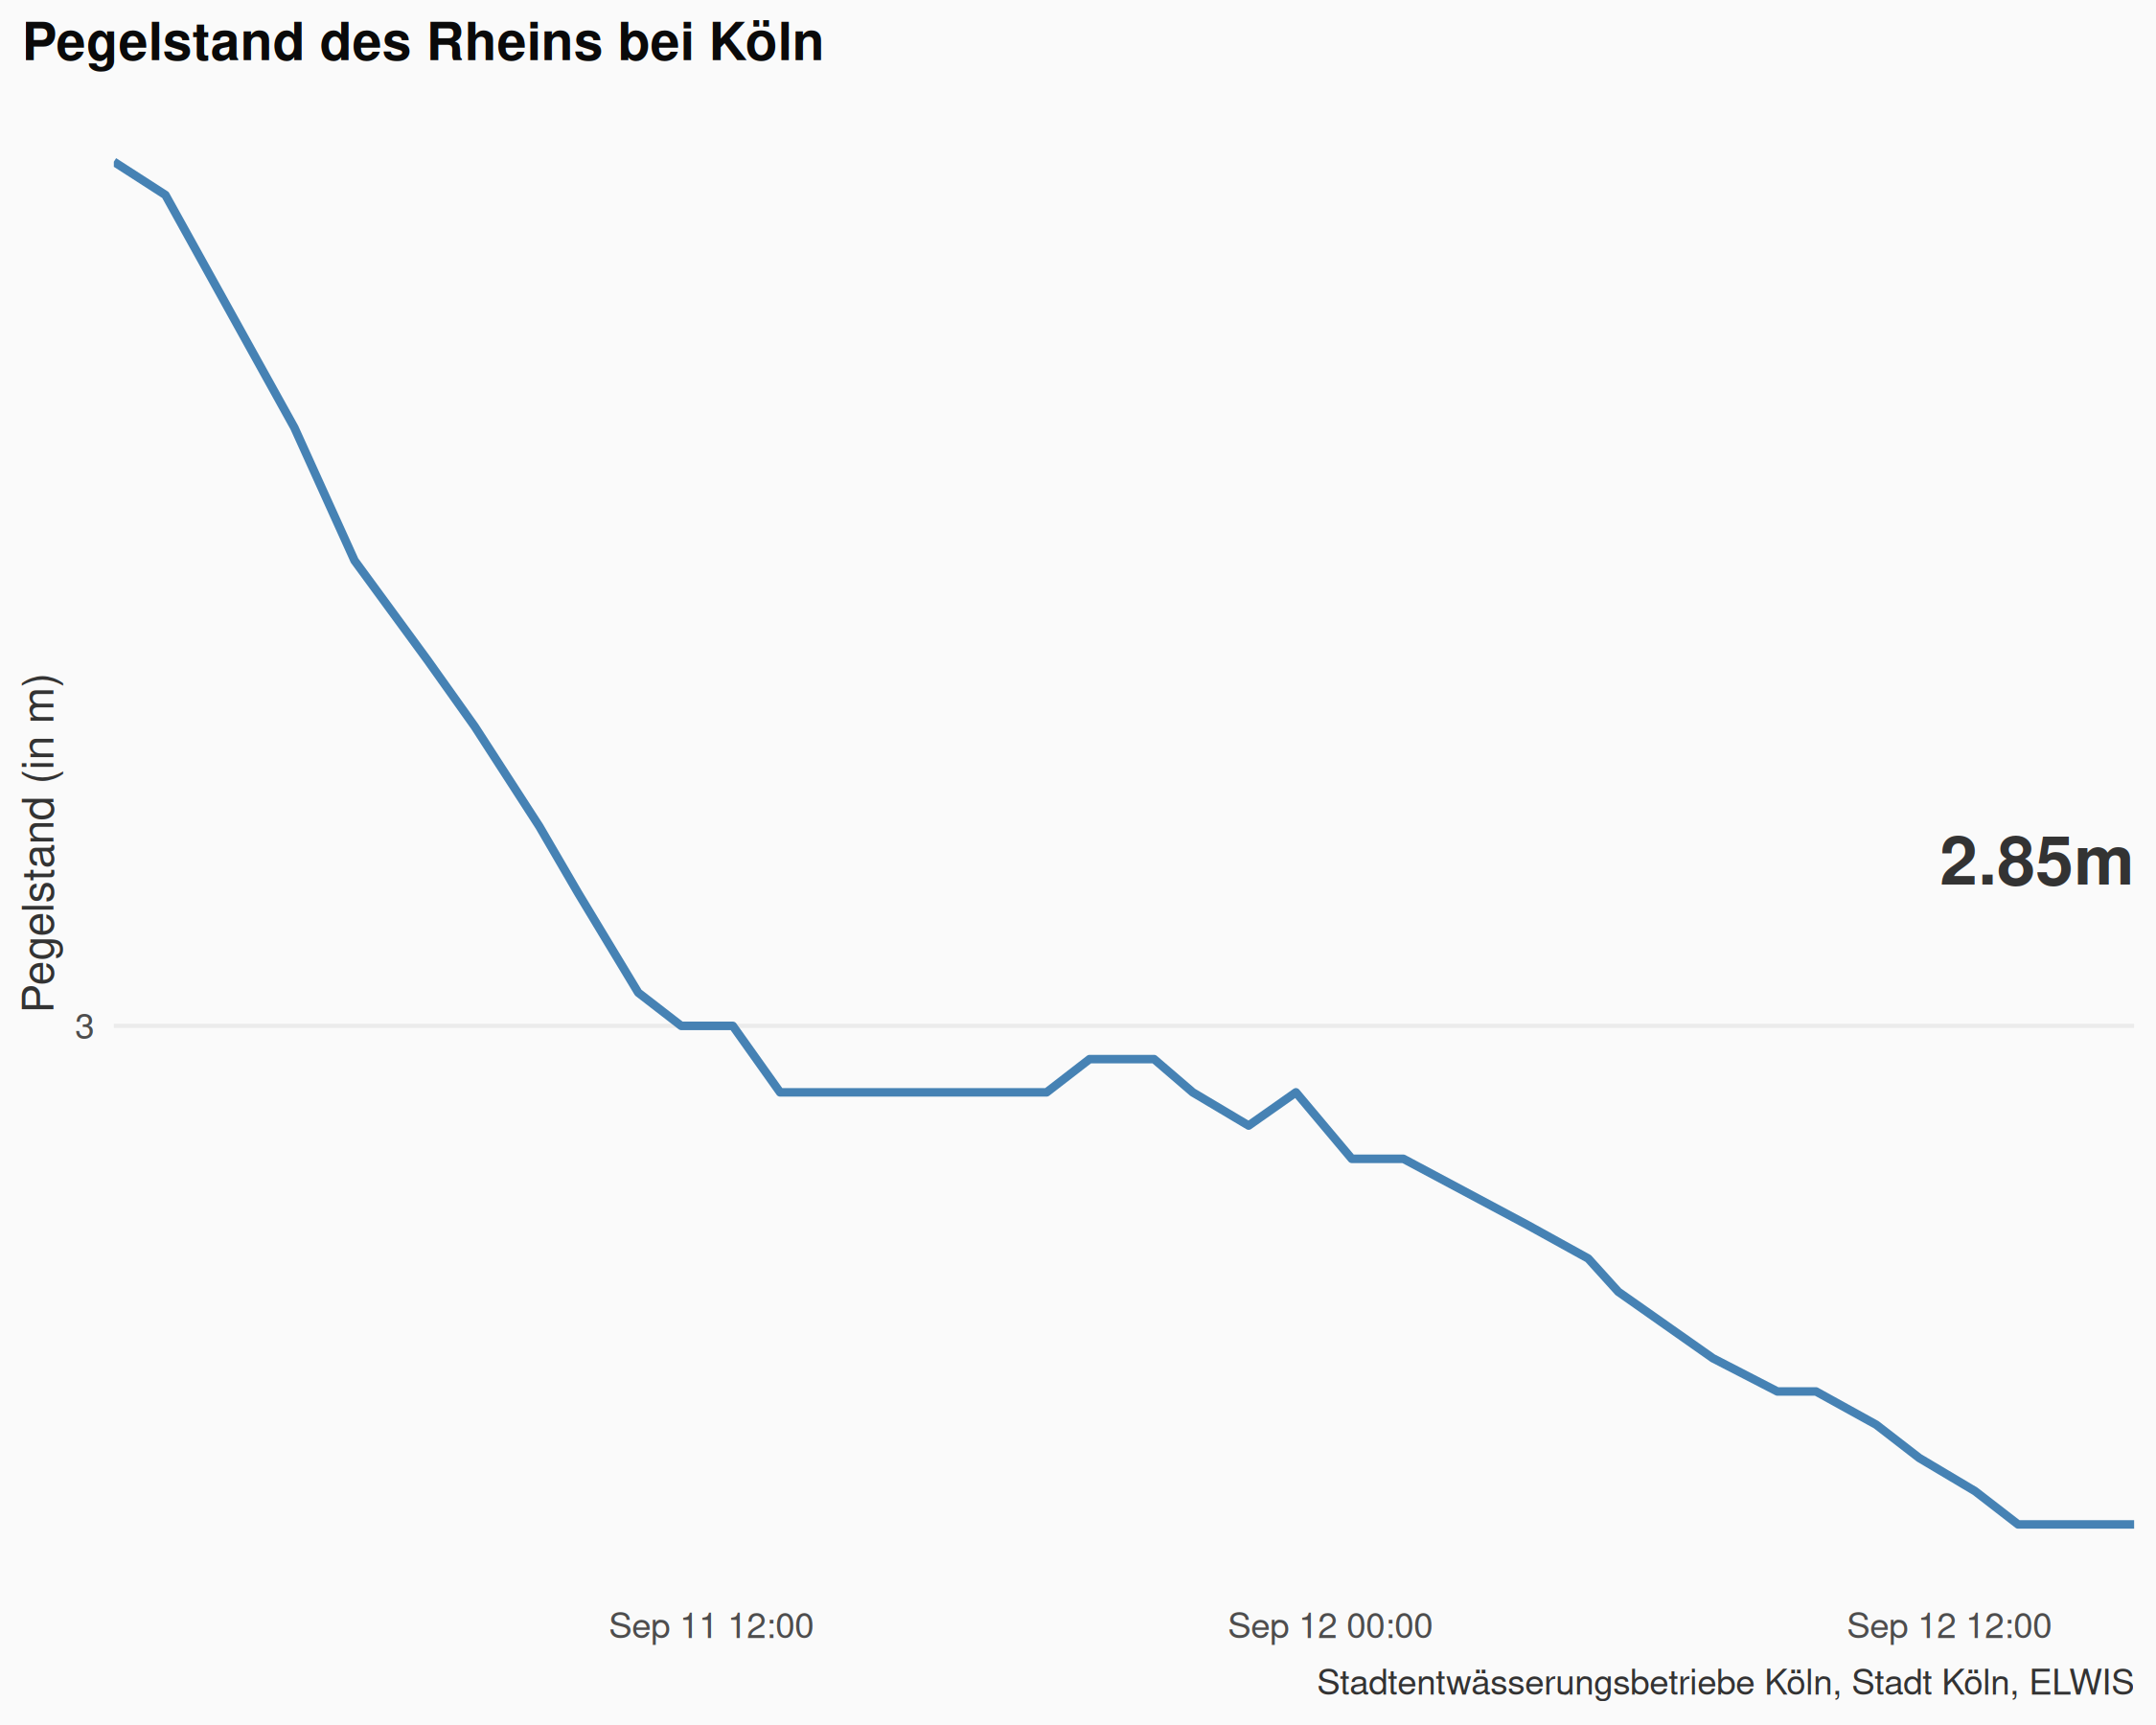 Pegelstand des Rheins bei Köln
Pegelstand (in m)
2.85m
3
Sep 11 12:00
Sep 12 00:00
Sep 12 12:00
Stadtentwässerungsbetriebe Köln, Stadt Köln, ELWIS